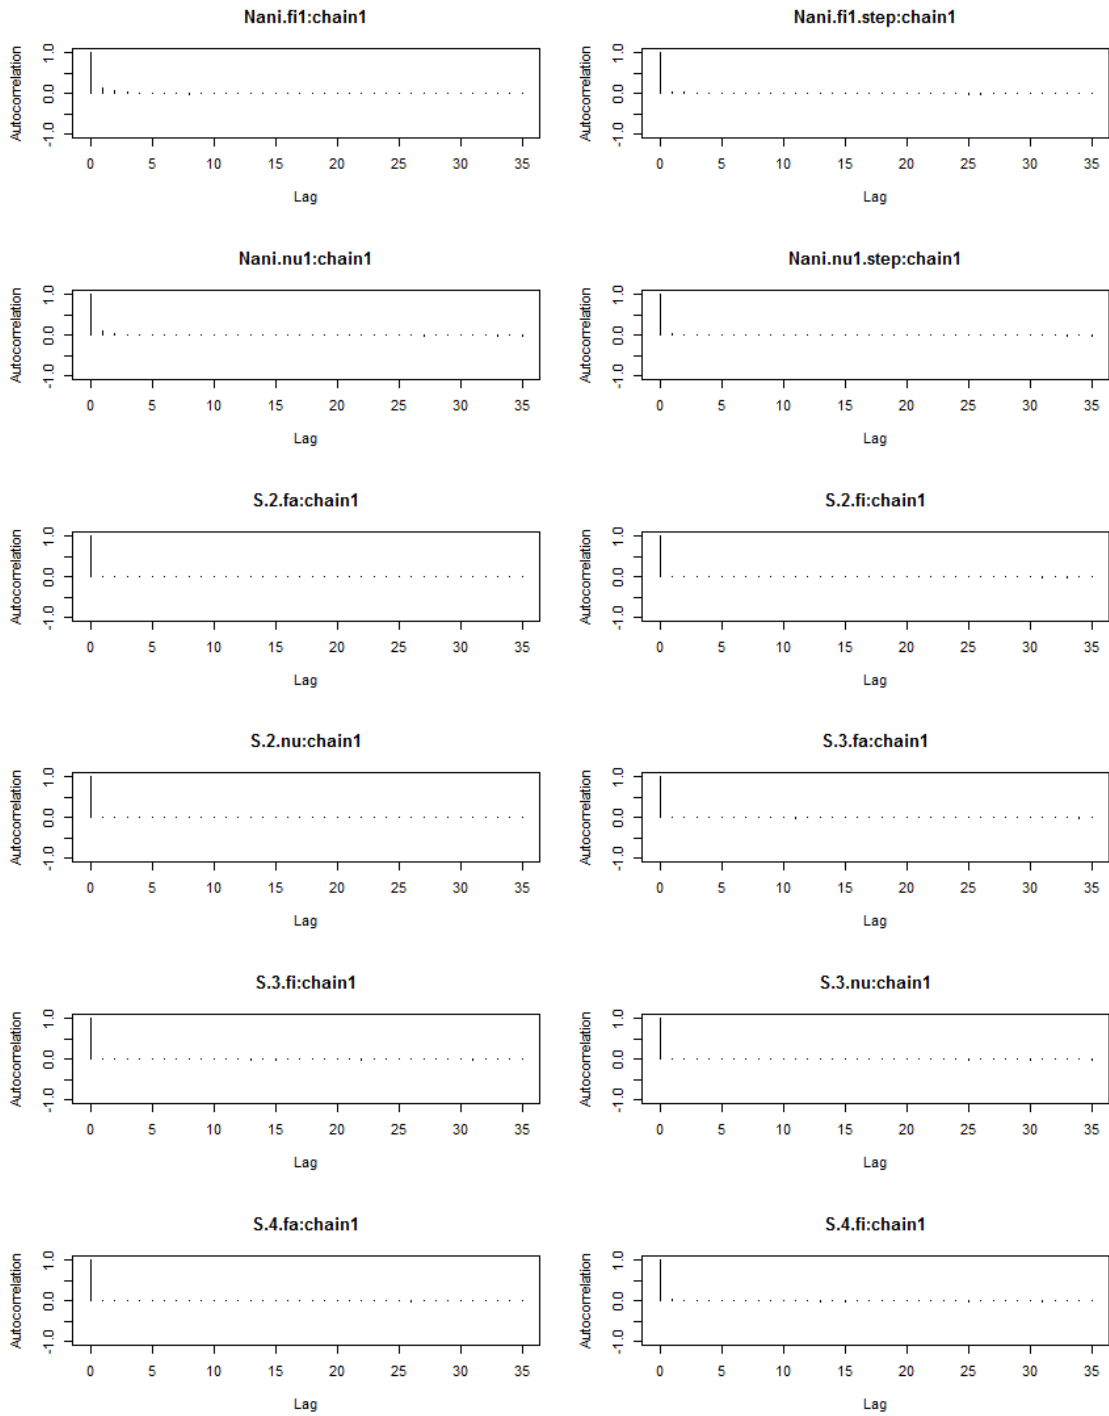 Nani.fi1:chain1
Autocorrelation
1.0
0.0
-1.0
0 5 10 15 20 25 30 35
Lag
Nani.fi1.step:chain1
Autocorrelation
1.0
0.0
-1.0
0 5 10 15 20 25 30 35
Lag
Nani.nu1:chain1
Autocorrelation
1.0
0.0
-1.0
0 5 10 15 20 25 30 35
Lag
Nani.nu1.step:chain1
Autocorrelation
1.0
0.0
-1.0
0 5 10 15 20 25 30 35
Lag
S.2.fa:chain1
Autocorrelation
1.0
0.0
-1.0
0 5 10 15 20 25 30 35
Lag
S.2.fi:chain1
Autocorrelation
1.0
0.0
-1.0
0 5 10 15 20 25 30 35
Lag
S.2.nu:chain1
Autocorrelation
1.0
0.0
-1.0
0 5 10 15 20 25 30 35
Lag
S.3.fa:chain1
Autocorrelation
1.0
0.0
-1.0
0 5 10 15 20 25 30 35
Lag
S.3.fi:chain1
Autocorrelation
1.0
0.0
-1.0
0 5 10 15 20 25 30 35
Lag
S.3.nu:chain1
Autocorrelation
1.0
0.0
-1.0
0 5 10 15 20 25 30 35
Lag
S.4.fa:chain1
Autocorrelation
1.0
0.0
-1.0
0 5 10 15 20 25 30 35
Lag
S.4.fi:chain1
Autocorrelation
1.0
0.0
-1.0
0 5 10 15 20 25 30 35
Lag